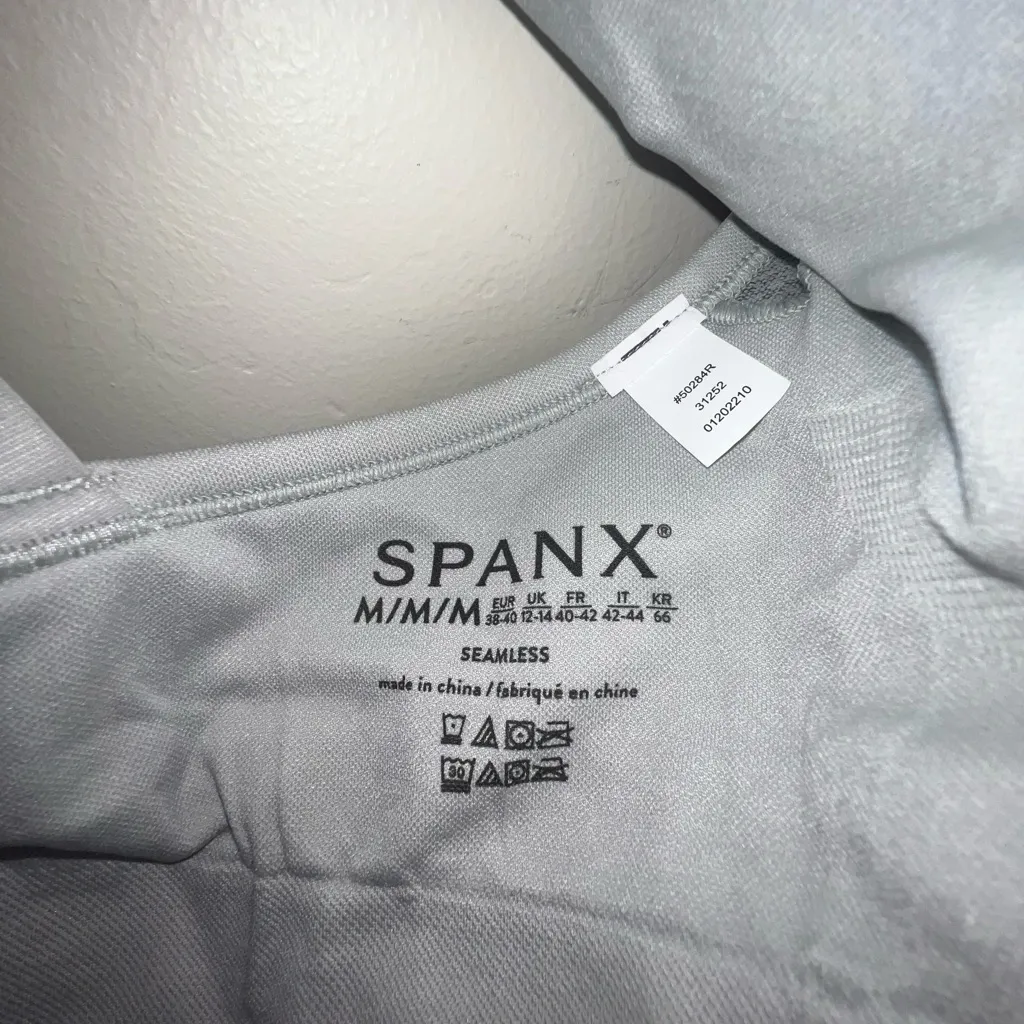 #50284R
31252
01202210
SPANX®
M/M/M EUR 38-40 UK 12-14 FR 40-42 IT 42-44 KR 66
SEAMLESS
made in china / fabriqué en chine
30